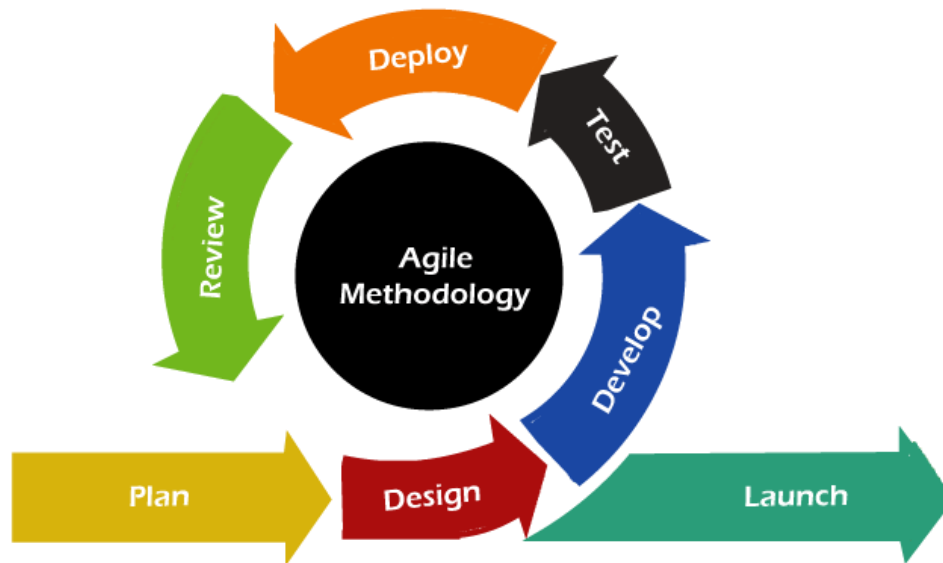 Deploy
Test
Review
Agile
Methodology
Develop
Plan
Design
Launch